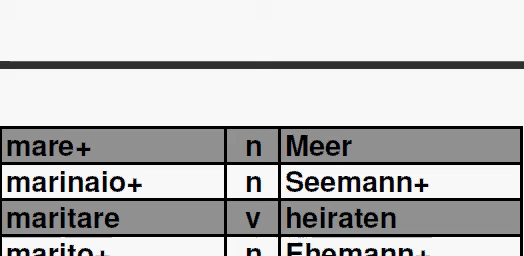 mare+ n Meer
marinaio+ n Seemann+
maritare v heiraten
marito+ n Ehemann+